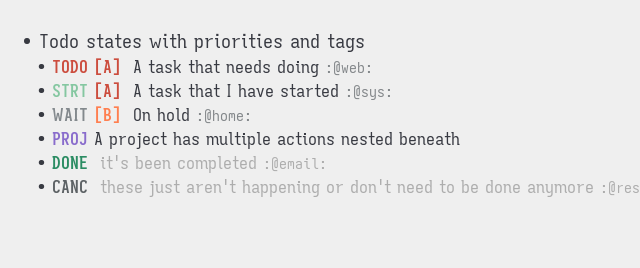 • Todo states with priorities and tags
• TODO [A] A task that needs doing :@web:
• STRT [A] A task that I have started :@sys:
• WAIT [B] On hold :@home:
• PROJ A project has multiple actions nested beneath
• DONE it's been completed :@email:
• CANC these just aren't happening or don't need to be done anymore :@res